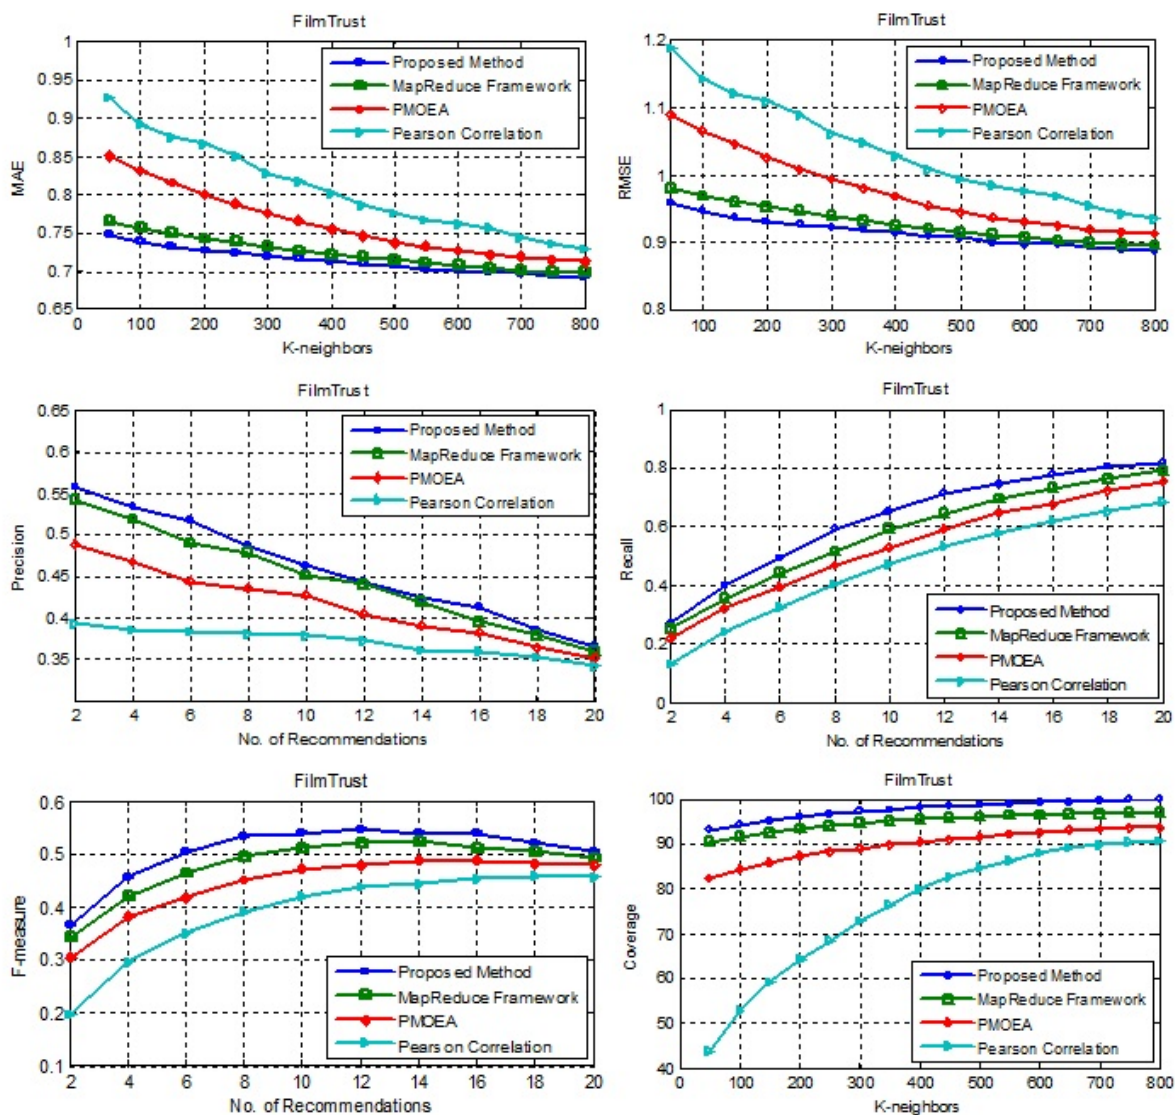 FilmTrust
1
0.95
0.9
0.85
0.8
0.75
0.7
0.65
MAE
Proposed Method
MapReduce Framework
PMOEA
Pearson Correlation
0 100 200 300 400 500 600 700 800
K-neighbors
FilmTrust
1.2
1.1
1
0.9
0.8
RMSE
Proposed Method
MapReduce Framework
PMOEA
Pearson Correlation
100 200 300 400 500 600 700 800
K-neighbors
FilmTrust
0.65
0.6
0.55
0.5
0.45
0.4
0.35
Precision
Proposed Method
MapReduce Framework
PMOEA
Pearson Correlation
2 4 6 8 10 12 14 16 18 20
No. of Recommendations
FilmTrust
1
0.8
0.6
0.4
0.2
0
Recall
Proposed Method
MapReduce Framework
PMOEA
Pearson Correlation
2 4 6 8 10 12 14 16 18 20
No. of Recommendations
FilmTrust
0.6
0.5
0.4
0.3
0.2
0.1
F-measure
Proposed Method
MapReduce Framework
PMOEA
Pearson Correlation
2 4 6 8 10 12 14 16 18 20
No. of Recommendations
FilmTrust
100
90
80
70
60
50
40
Coverage
Proposed Method
MapReduce Framework
PMOEA
Pearson Correlation
0 100 200 300 400 500 600 700 800
K-neighbors